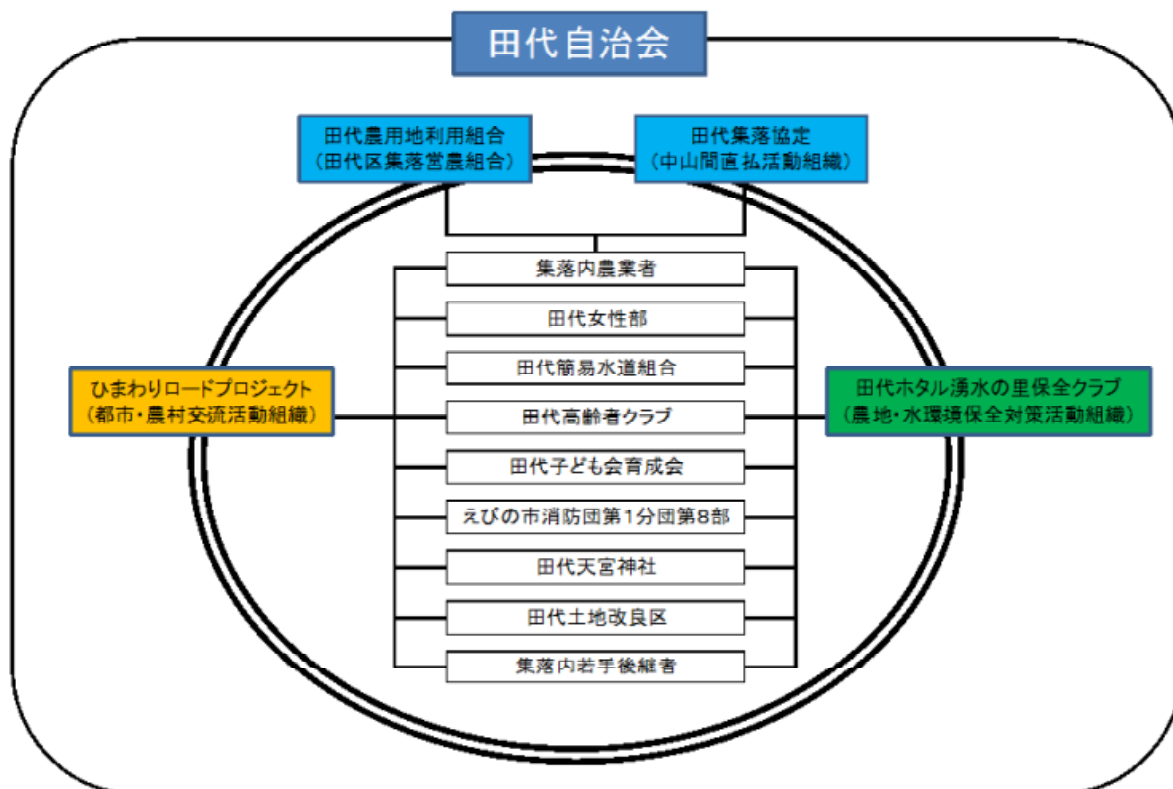 田代自治会
田代農用地利用組合
(田代区集落営農組合)
田代集落協定
(中山間直払活動組織)
集落内農業者
田代女性部
田代簡易水道組合
ひまわりロードプロジェクト
(都市・農村交流活動組織)
田代高齢者クラブ
田代ホタル湧水の里保全クラブ
(農地・水環境保全対策活動組織)
田代子ども会育成会
えびの市消防団第1分団第8部
田代天宮神社
田代土地改良区
集落内若手後継者